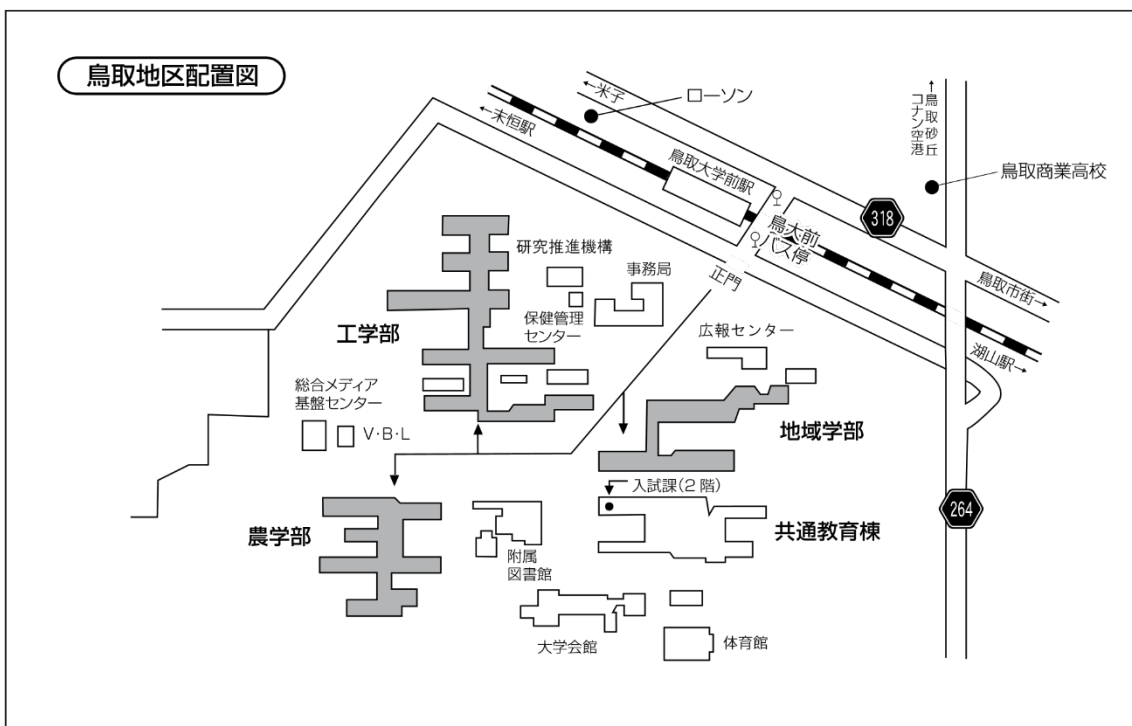 鳥取地区配置図
←米子
ローソン
←末恒駅
鳥取大学前駅
←鳥取砂丘
コナン空港
鳥取商業高校
318
鳥大前
バス停
正門
鳥取市街→
湖山駅→
研究推進機構
事務局
保健管理
センター
工学部
広報センター
総合メディア
基盤センター
V・B・L
地域学部
入試課(2階)
264
農学部
共通教育棟
附属
図書館
大学会館
体育館